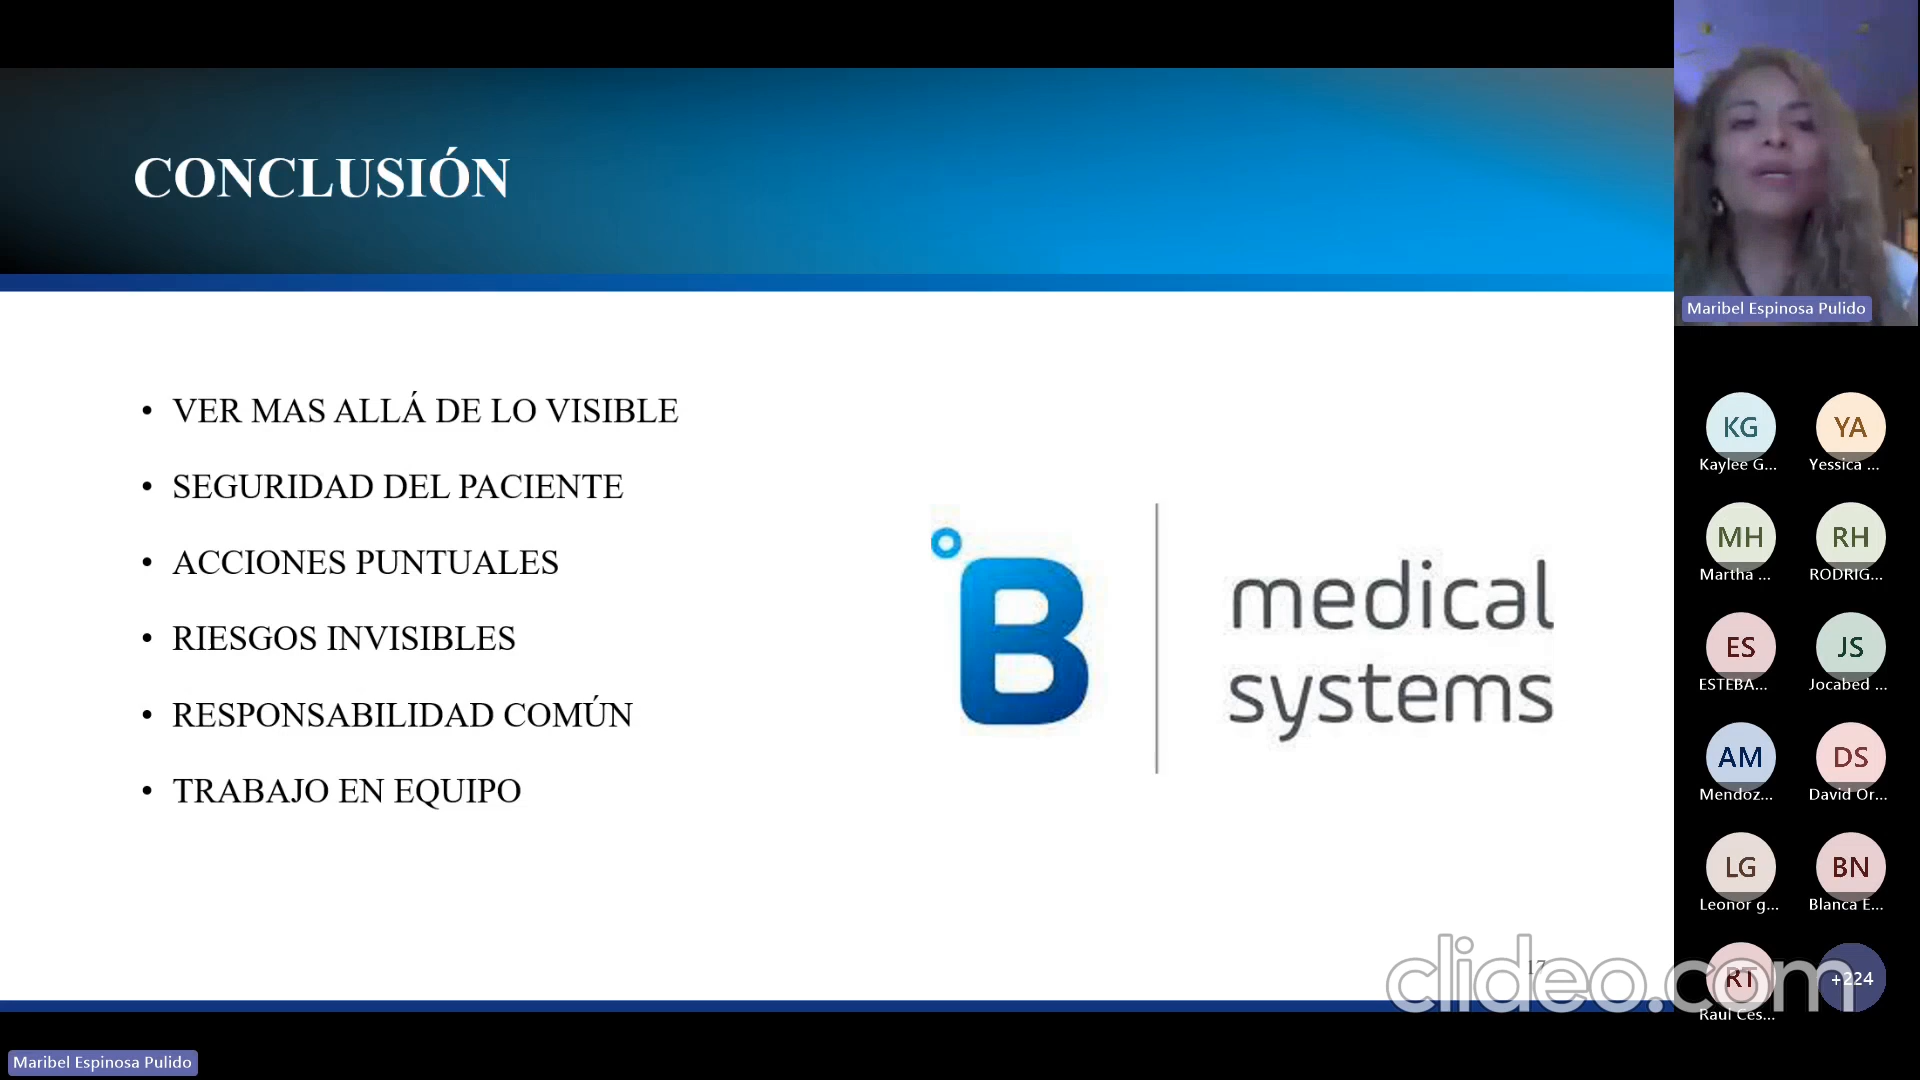 CONCLUSIÓN
• VER MAS ALLÁ DE LO VISIBLE
• SEGURIDAD DEL PACIENTE
• ACCIONES PUNTUALES
• RIESGOS INVISIBLES
• RESPONSABILIDAD COMÚN
• TRABAJO EN EQUIPO
B
medical
systems
17
Maribel Espinosa Pulido
KG
Kaylee G...
YA
Yessica ...
MH
Martha ...
RH
RODRIG...
ES
ESTEBA...
JS
Jocabed ...
AM
Mendoz...
DS
David Or...
LG
Leonor g...
BN
Blanca E...
RT
Raul Ces...
+224
clideo.com
Maribel Espinosa Pulido